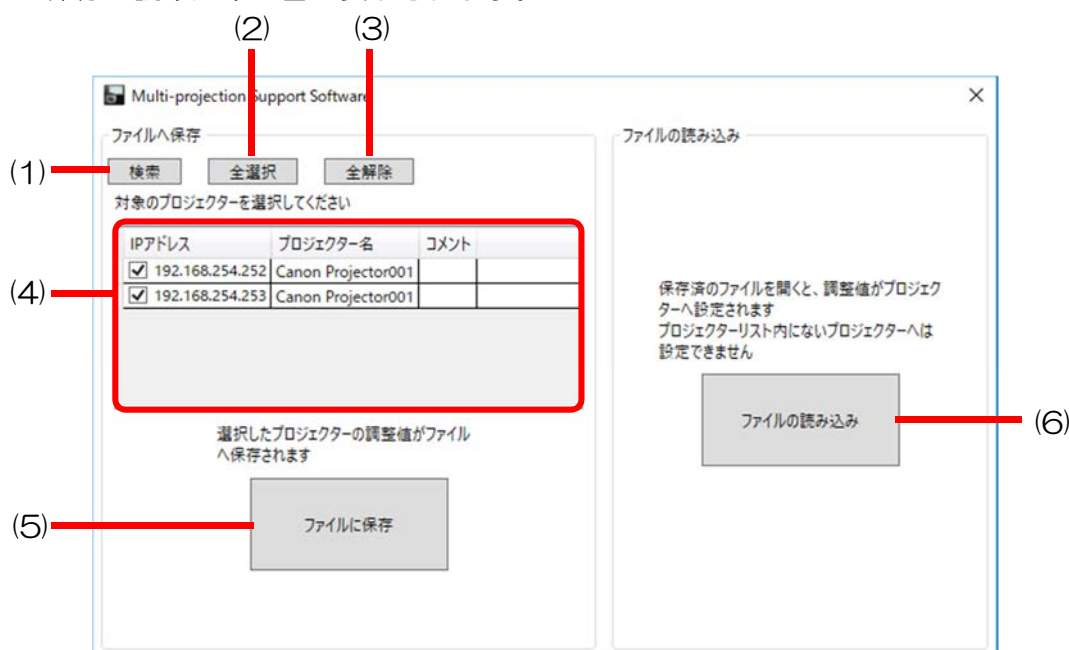 (2) (3)
Multi-projection Support Software
ファイルへ保存
(1) 検索 全選択 全解除
対象のプロジェクターを選択してください
IPアドレス プロジェクター名 コメント
192.168.254.252 Canon Projector001
(4) 192.168.254.253 Canon Projector001
選択したプロジェクターの調整値がファイル
へ保存されます
(5) ファイルに保存
ファイルの読み込み
保存済のファイルを開くと、調整値がプロジェク
ターへ設定されます
プロジェクターリスト内にないプロジェクターへは
設定できません
ファイルの読み込み (6)